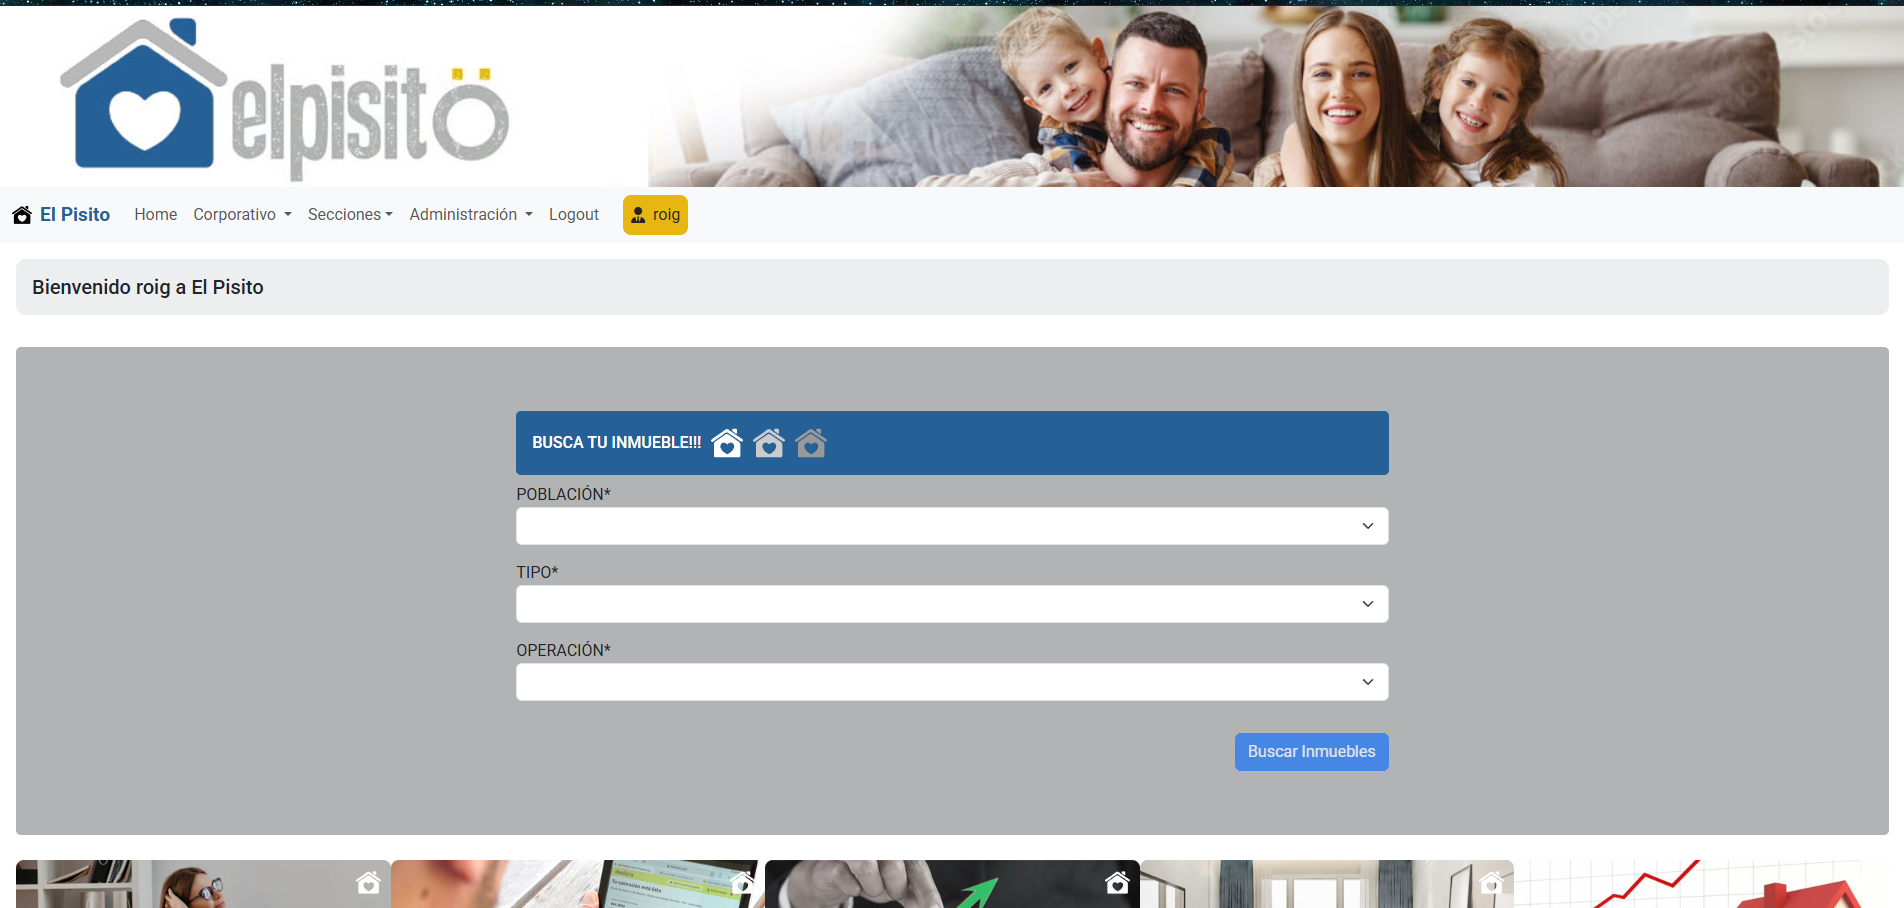 elpisitö
El Pisito
Home
Corporativo
Secciones
Administración
Logout
roig
Bienvenido roig a El Pisito
BUSCA TU INMUEBLE!!!
POBLACIÓN*
TIPO*
OPERACIÓN*
Buscar Inmuebles